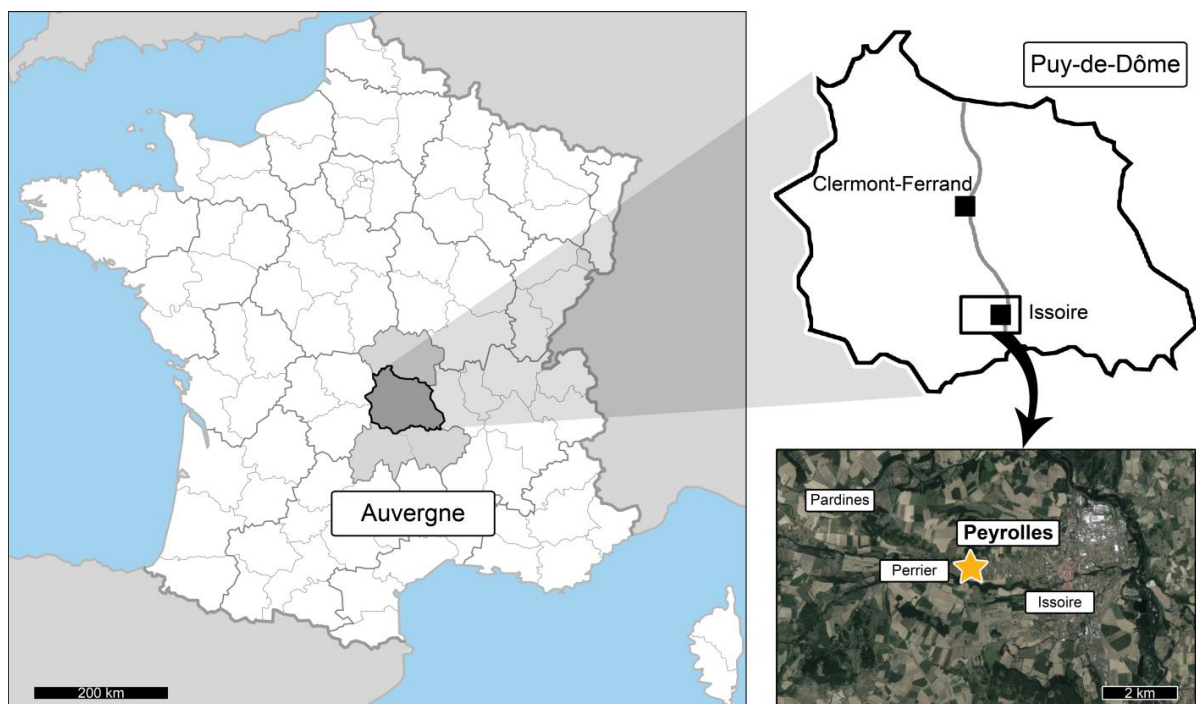 Auvergne
200 km
Puy-de-Dôme
Clermont-Ferrand
Issoire
Pardines
Peyrolles
Perrier
Issoire
2 km